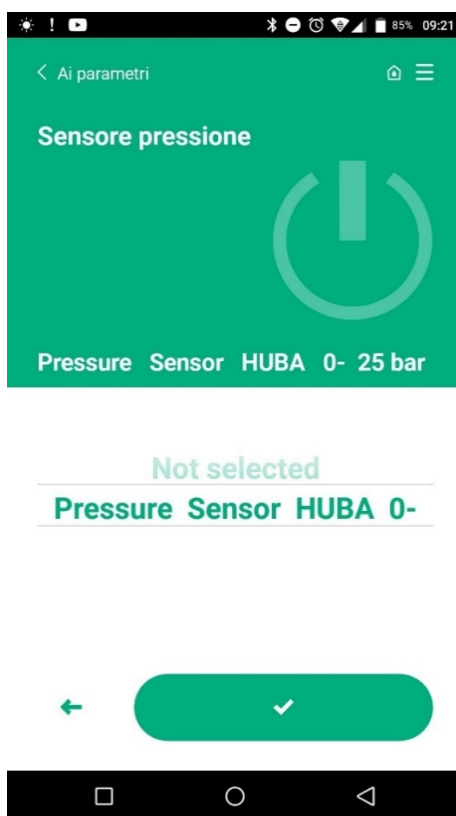 85% 09:21
Ai parametri
Sensore pressione
Pressure Sensor HUBA 0- 25 bar
Not selected
Pressure Sensor HUBA 0-